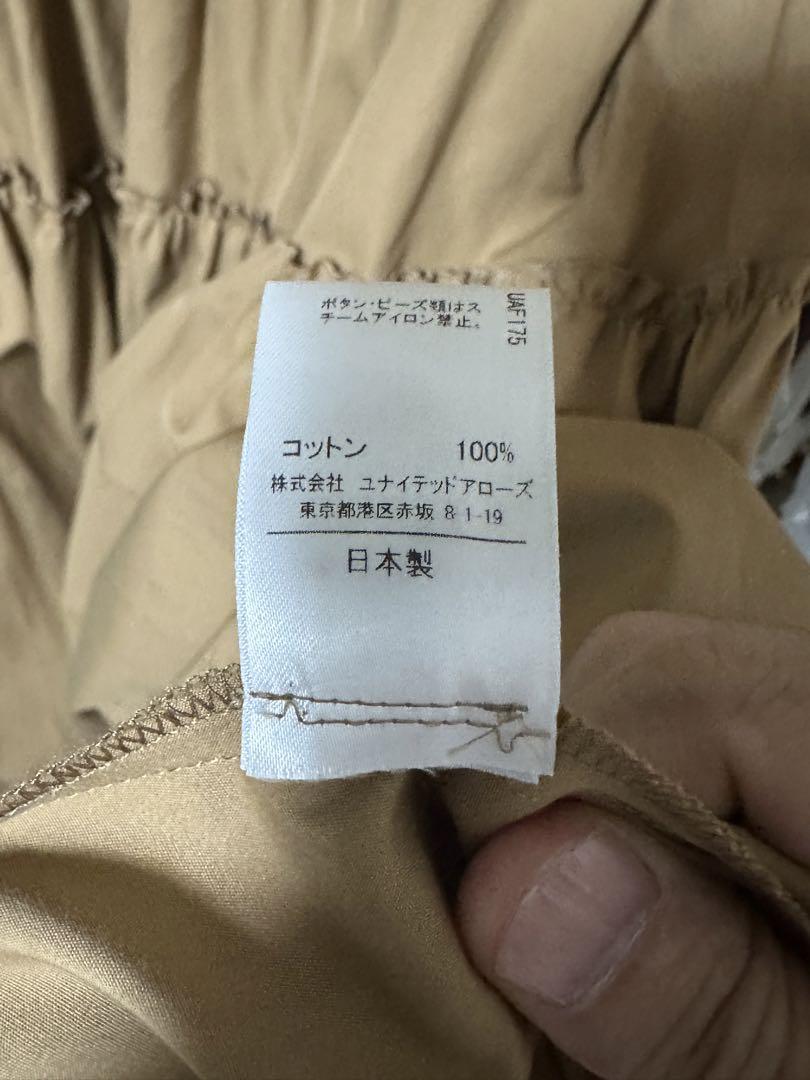 ボタン・ビーズ類はス
チームアイロン禁止。
UAF175
コットン 100%
株式会社 ユナイテッドアローズ
東京都港区赤坂 8-1-19
日本製